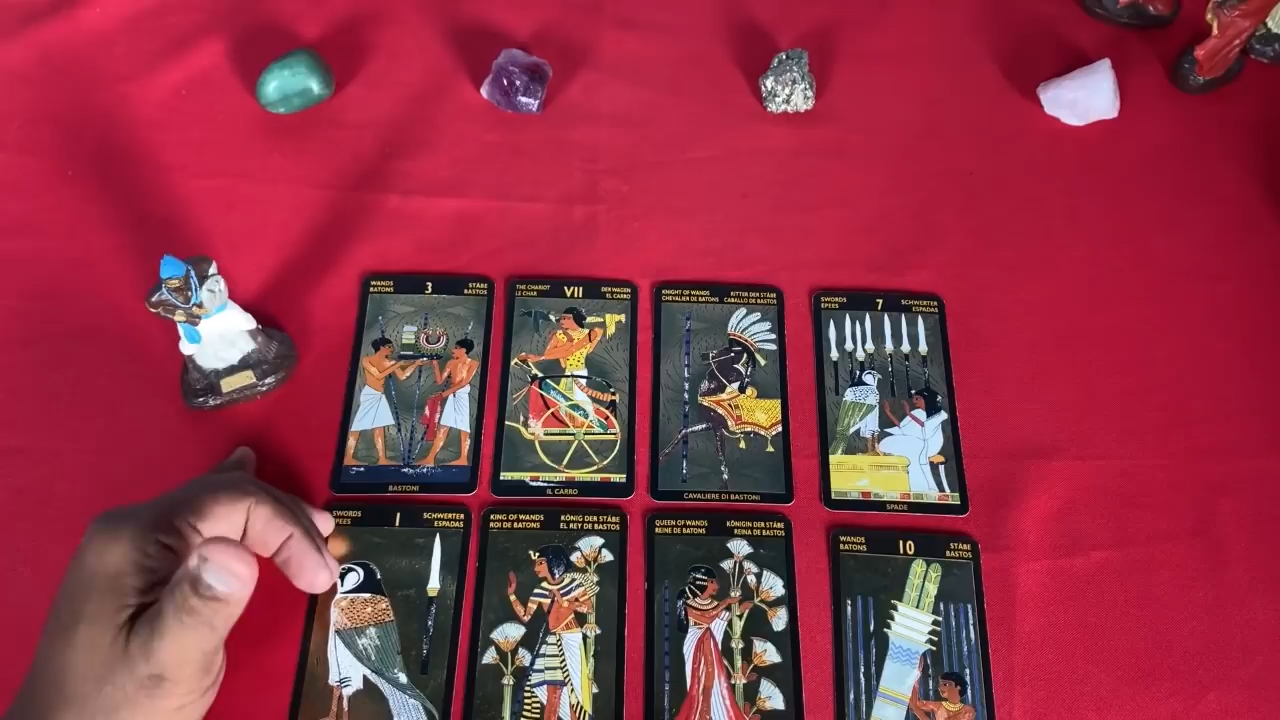 WANDS
BATONS
3
STÄBE
BASTOS
BASTONI
THE CHARIOT
LE CHAR
VII
DER WAGEN
EL CARRO
IL CARRO
KNIGHT OF WANDS
CHEVALIER DE BATONS
RITTER DER STÄBE
CABALLO DE BASTOS
CAVALIERE DI BASTONI
SWORDS
EPEES
7
SCHWERTER
ESPADAS
SPADE
SWORDS
1
SCHWERTER
ESPADAS
KING OF WANDS
ROI DE BATONS
KÖNIG DER STÄBE
EL REY DE BASTOS
QUEEN OF WANDS
REINE DE BATONS
KÖNIGIN DER STÄBE
REINA DE BASTOS
WANDS
BATONS
10
STÄBE
BASTOS